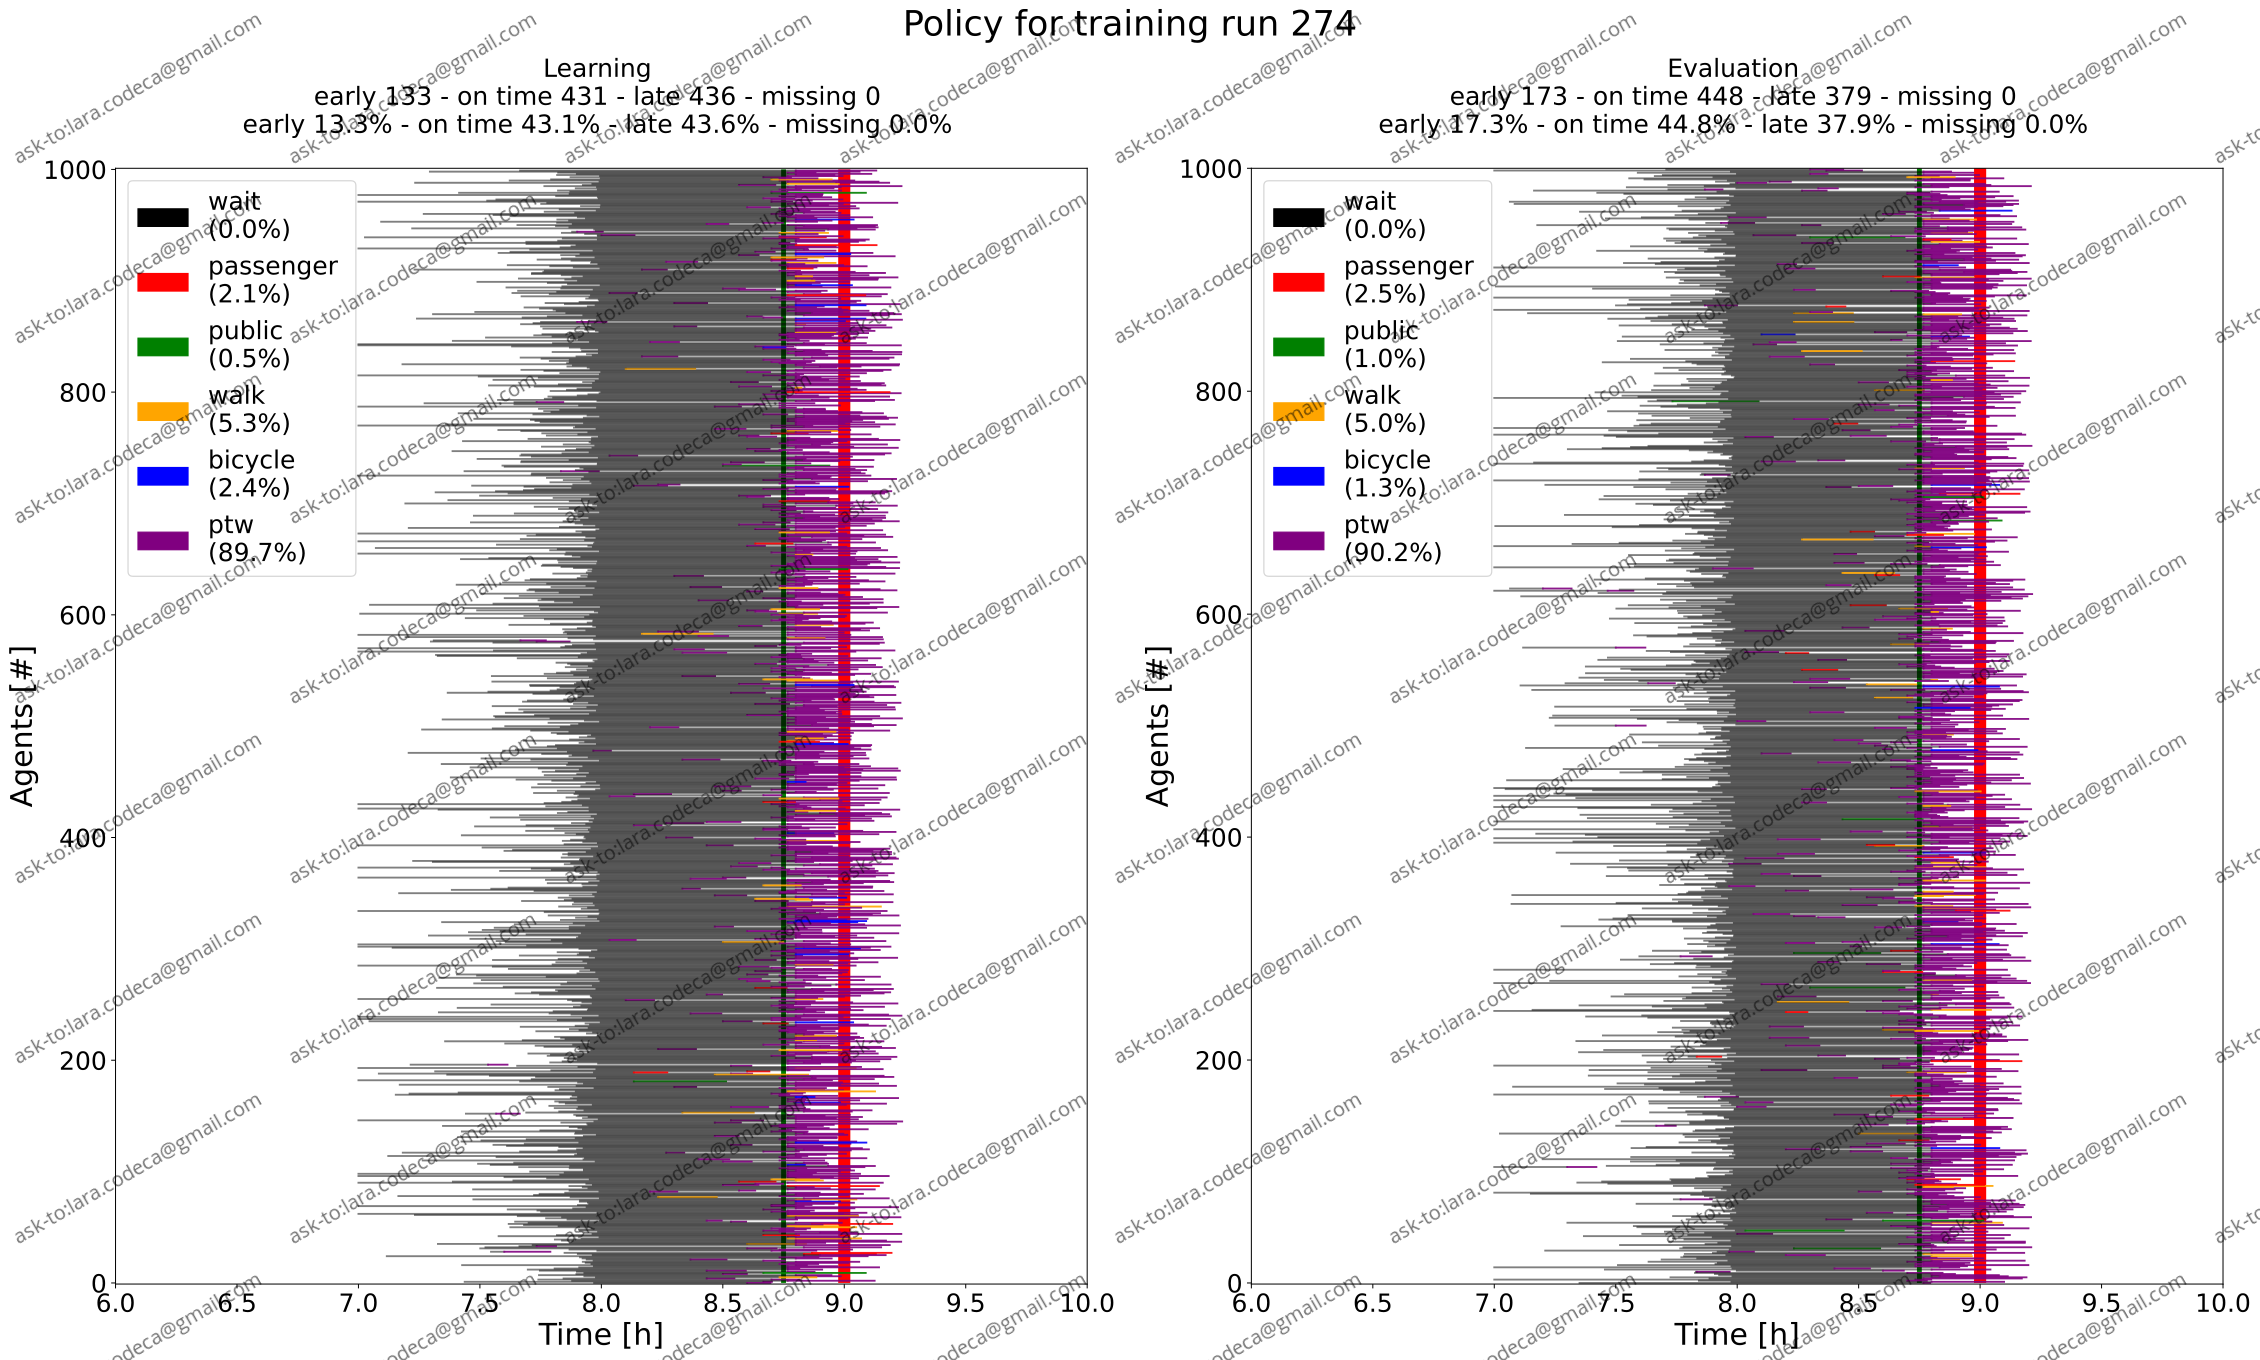 Policy for training run 274
Learning
early 133 - on time 431 - late 436 - missing 0
early 13.3% - on time 43.1% - late 43.6% - missing 0.0%
1000
800
600
400
200
0
Agents [#]
wait
(0.0%)
passenger
(2.1%)
public
(0.5%)
walk
(5.3%)
bicycle
(2.4%)
ptw
(89.7%)
6.0 6.5 7.0 7.5 8.0 8.5 9.0 9.5 10.0
Time [h]
Evaluation
early 173 - on time 448 - late 379 - missing 0
early 17.3% - on time 44.8% - late 37.9% - missing 0.0%
1000
800
600
400
200
0
Agents [#]
wait
(0.0%)
passenger
(2.5%)
public
(1.0%)
walk
(5.0%)
bicycle
(1.3%)
ptw
(90.2%)
6.0 6.5 7.0 7.5 8.0 8.5 9.0 9.5 10.0
Time [h]
ask-to:lara.codeca@gmail.com